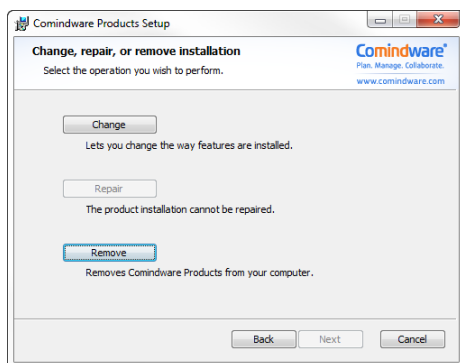 Comindware Products Setup
Change, repair, or remove installation
Select the operation you wish to perform.
Comindware®
Plan. Manage. Collaborate.
www.comindware.com
Change
Lets you change the way features are installed.
Repair
The product installation cannot be repaired.
Remove
Removes Comindware Products from your computer.
Back Next Cancel